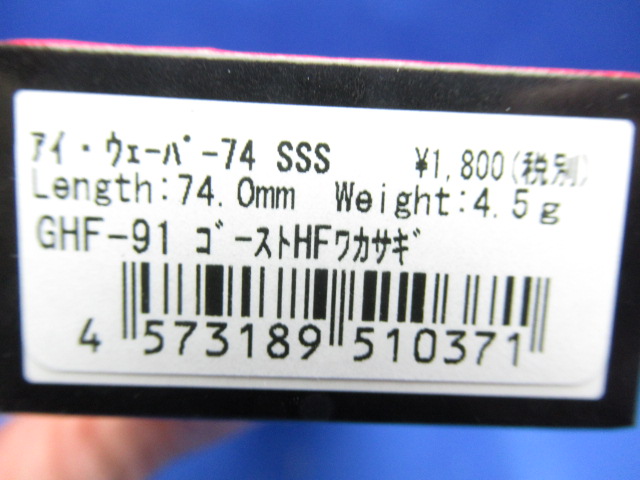 ｱｲ・ｳｪｰﾊﾞｰ74 SSS ¥1,800(税別)
Length:74.0mm Weight:4.5g
GHF-91 ｺﾞｰｽﾄHFﾜｶｻｷﾞ
4 573189 510371